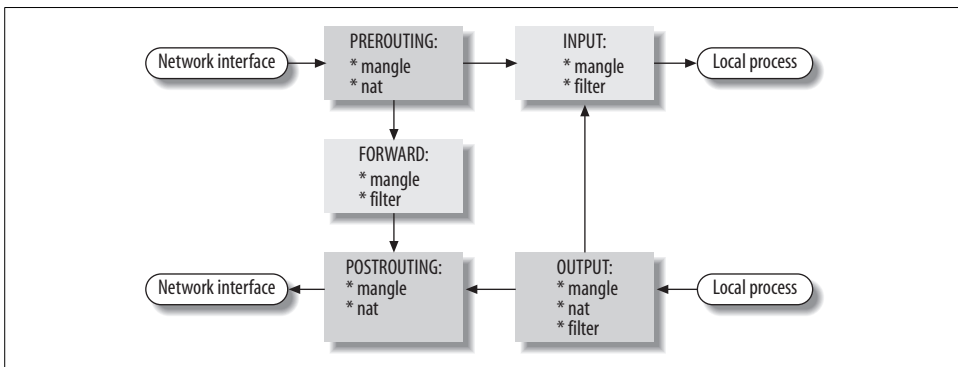 Network interface
PREROUTING:
* mangle
* nat
INPUT:
* mangle
* filter
Local process
FORWARD:
* mangle
* filter
Network interface
POSTROUTING:
* mangle
* nat
OUTPUT:
* mangle
* nat
* filter
Local process